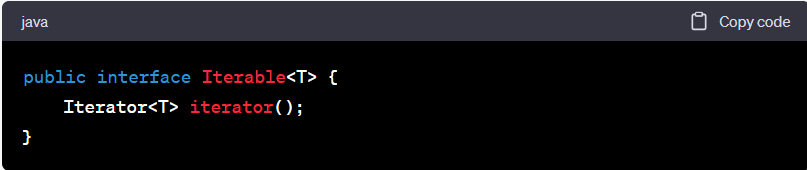 java
Copy code
public interface Iterable<T> {
    Iterator<T> iterator();
}